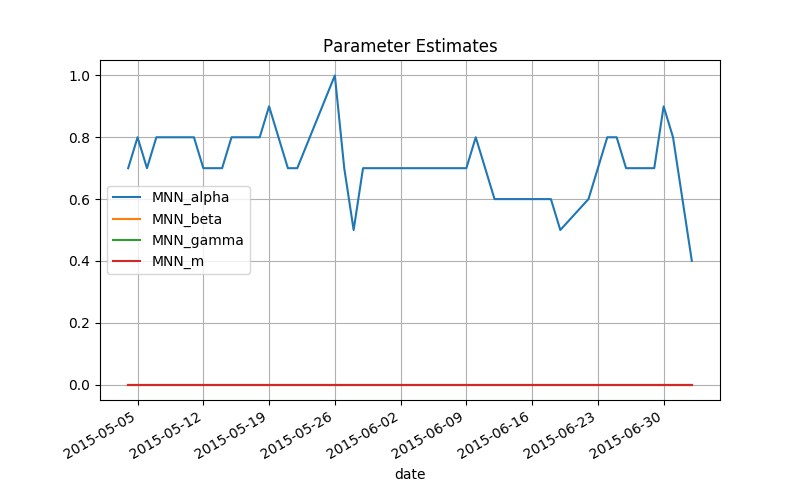 Parameter Estimates
1.0
0.8
0.6
0.4
0.2
0.0
MNN_alpha
MNN_beta
MNN_gamma
MNN_m
2015-05-05
2015-05-12
2015-05-19
2015-05-26
2015-06-02
2015-06-09
2015-06-16
2015-06-23
2015-06-30
date